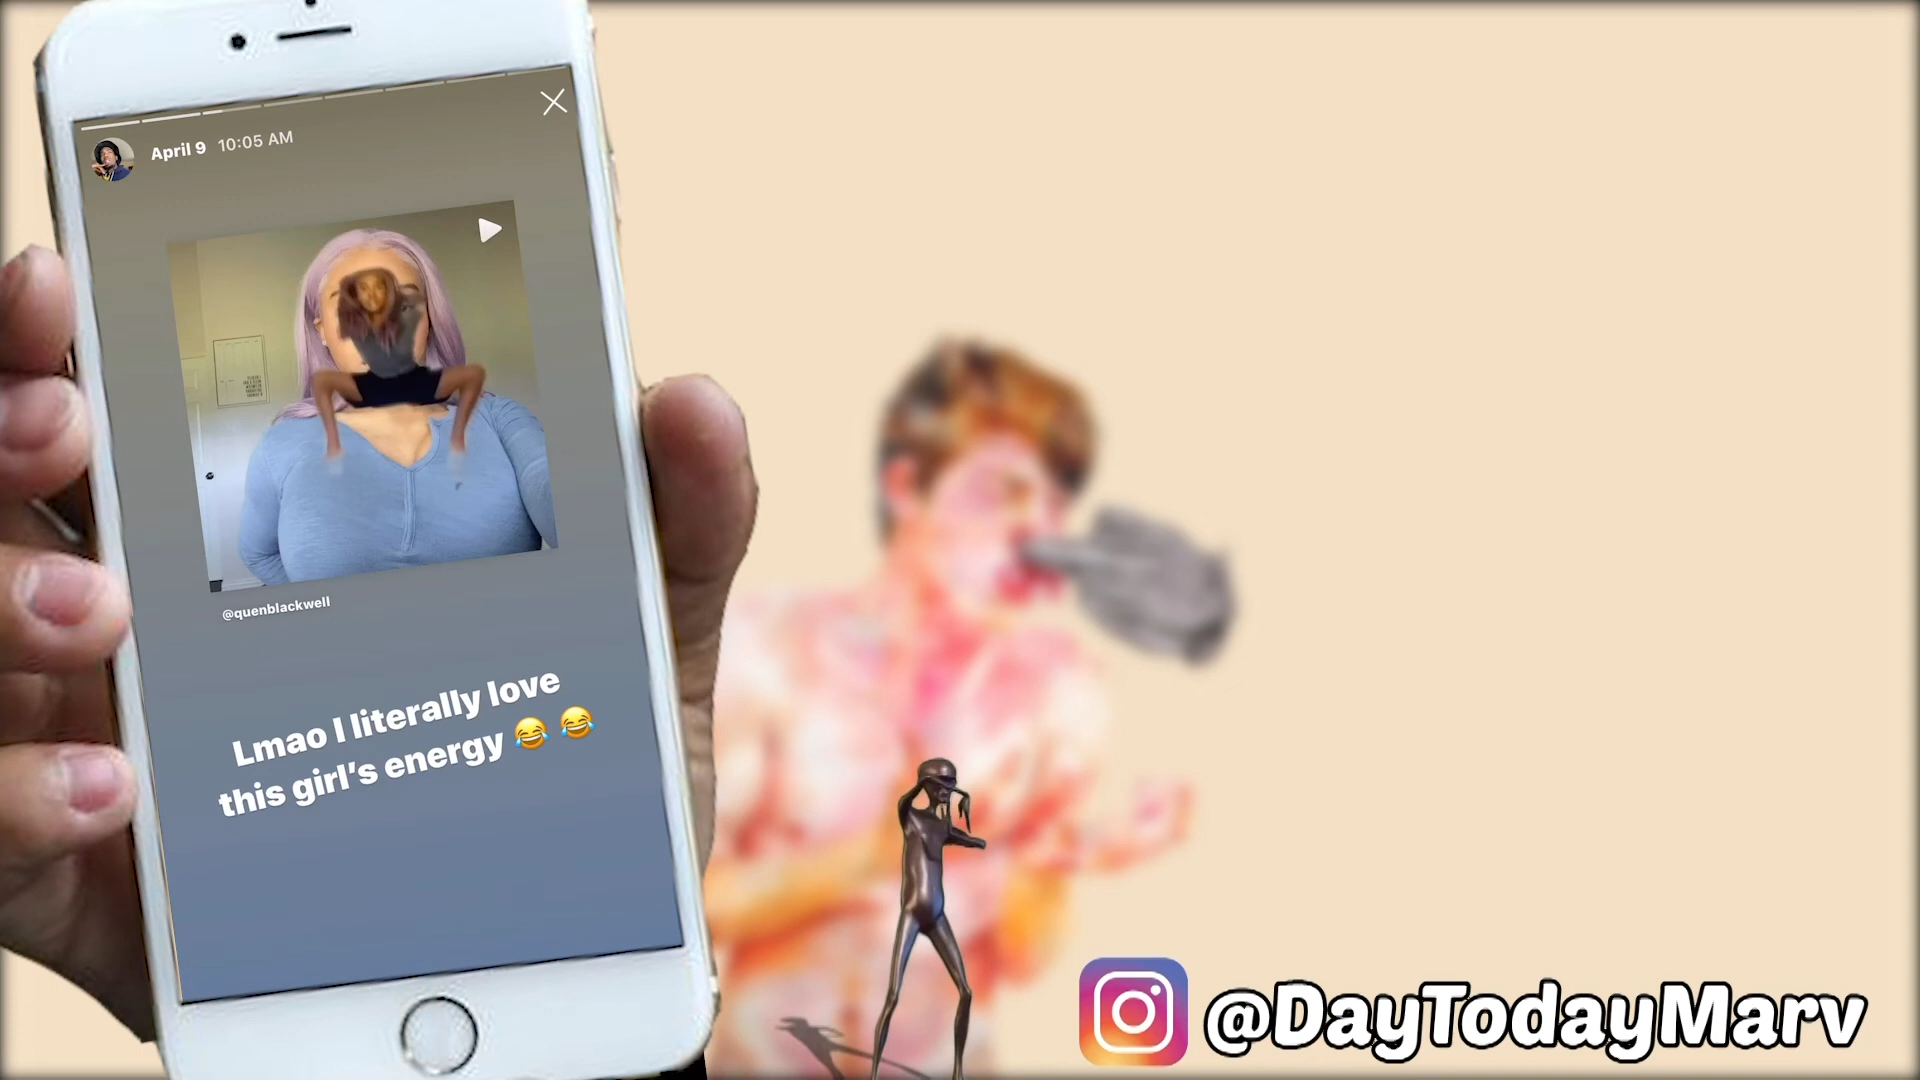 April 9 10:05 AM
@quenblackwell
Lmao I literally love
this girl's energy 😂 😂
@DayTodayMarv